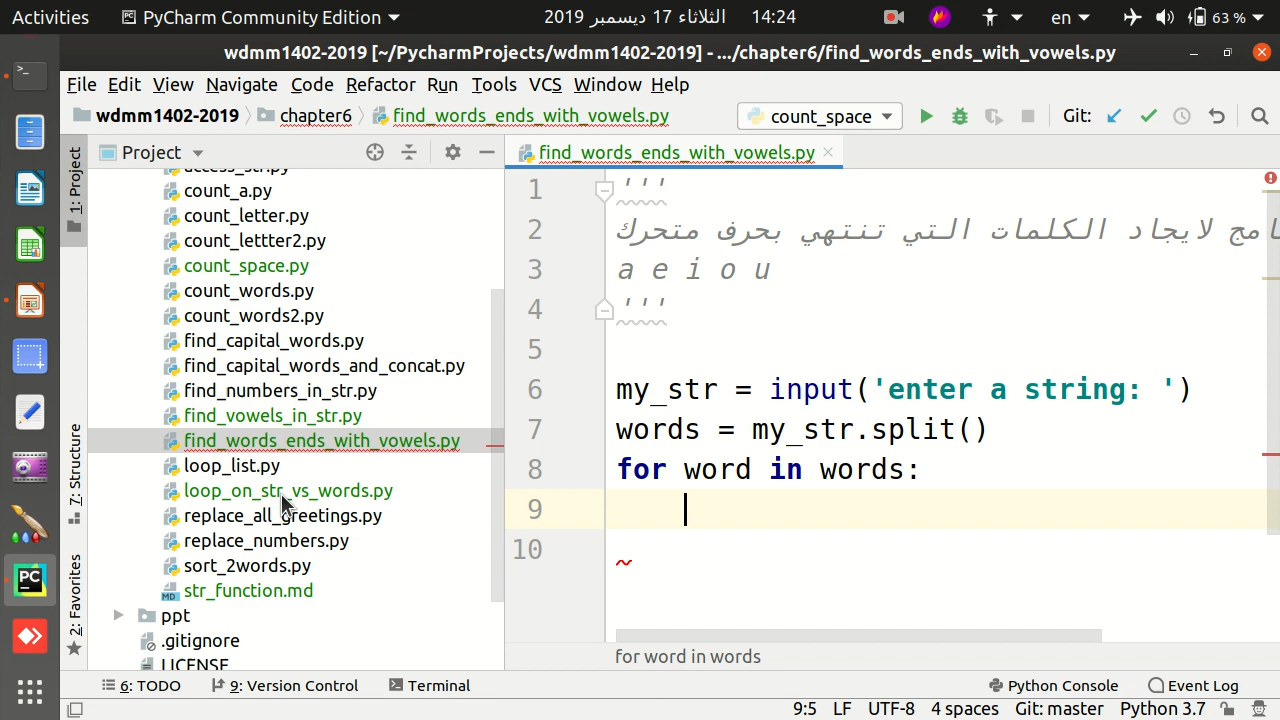 Activities PyCharm Community Edition الثلاثاء 17 ديسمبر 2019 14:24 en 63 %
wdmm1402-2019 [~/PycharmProjects/wdmm1402-2019] - .../chapter6/find_words_ends_with_vowels.py
File Edit View Navigate Code Refactor Run Tools VCS Window Help
wdmm1402-2019 chapter6 find_words_ends_with_vowels.py count_space Git:
Project
find_words_ends_with_vowels.py
1: Project
7: Structure
2: Favorites
count_a.py
count_letter.py
count_lettter2.py
count_space.py
count_words.py
count_words2.py
find_capital_words.py
find_capital_words_and_concat.py
find_numbers_in_str.py
find_vowels_in_str.py
find_words_ends_with_vowels.py
loop_list.py
loop_on_str_vs_words.py
replace_all_greetings.py
replace_numbers.py
sort_2words.py
MD str_function.md
ppt
.gitignore
LICENSE
1 '''
2 لايجاد الكلمات التي تنتهي بحرف متحرك
3 a e i o u
4 '''
5
6 my_str = input('enter a string: ')
7 words = my_str.split()
8 for word in words:
9
10
for word in words
6: TODO 9: Version Control Terminal Python Console Event Log
9:5 LF UTF-8 4 spaces Git: master Python 3.7